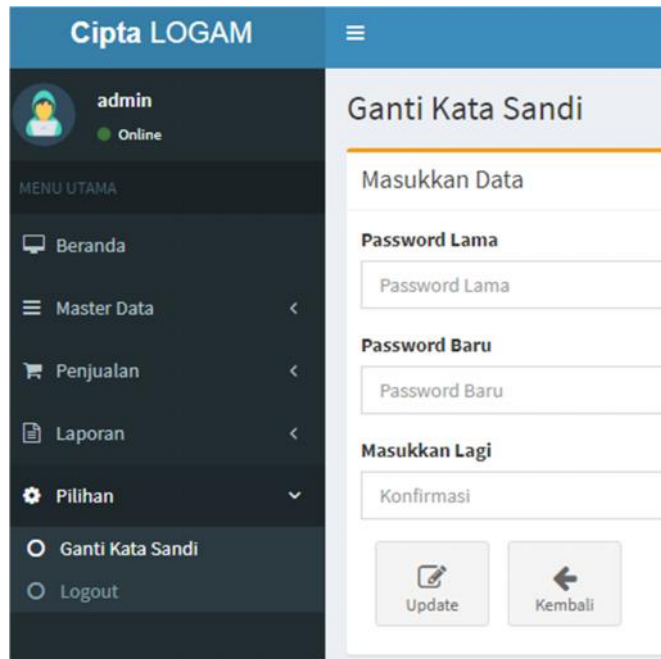 Cipta LOGAM
admin
Online
MENU UTAMA
Beranda
Master Data
Penjualan
Laporan
Pilihan
Ganti Kata Sandi
Logout
Ganti Kata Sandi
Masukkan Data
Password Lama
Password Lama
Password Baru
Password Baru
Masukkan Lagi
Konfirmasi
Update
Kembali